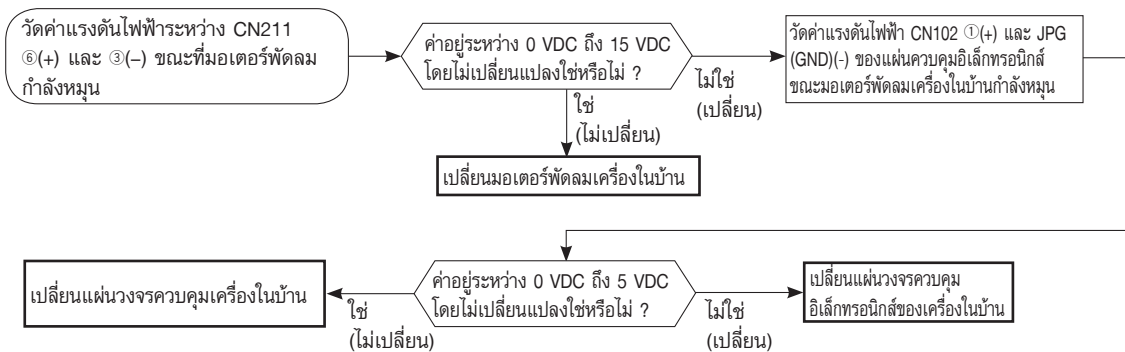 วัดค่าแรงดันไฟฟ้าระหว่าง CN211
⑥(+) และ ③(–) ขณะที่มอเตอร์พัดลม
กำลังหมุน
ค่าอยู่ระหว่าง 0 VDC ถึง 15 VDC
โดยไม่เปลี่ยนแปลงใช่หรือไม่ ?
ไม่ใช่
(เปลี่ยน)
วัดค่าแรงดันไฟฟ้า CN102 ①(+) และ JPG
(GND)(-) ของแผ่นควบคุมอิเล็กทรอนิกส์
ขณะมอเตอร์พัดลมเครื่องในบ้านกำลังหมุน
ใช่
(ไม่เปลี่ยน)
เปลี่ยนมอเตอร์พัดลมเครื่องในบ้าน
ค่าอยู่ระหว่าง 0 VDC ถึง 5 VDC
โดยไม่เปลี่ยนแปลงใช่หรือไม่ ?
ใช่
(ไม่เปลี่ยน)
เปลี่ยนแผ่นวงจรควบคุมเครื่องในบ้าน
ไม่ใช่
(เปลี่ยน)
เปลี่ยนแผ่นวงจรควบคุม
อิเล็กทรอนิกส์ของเครื่องในบ้าน